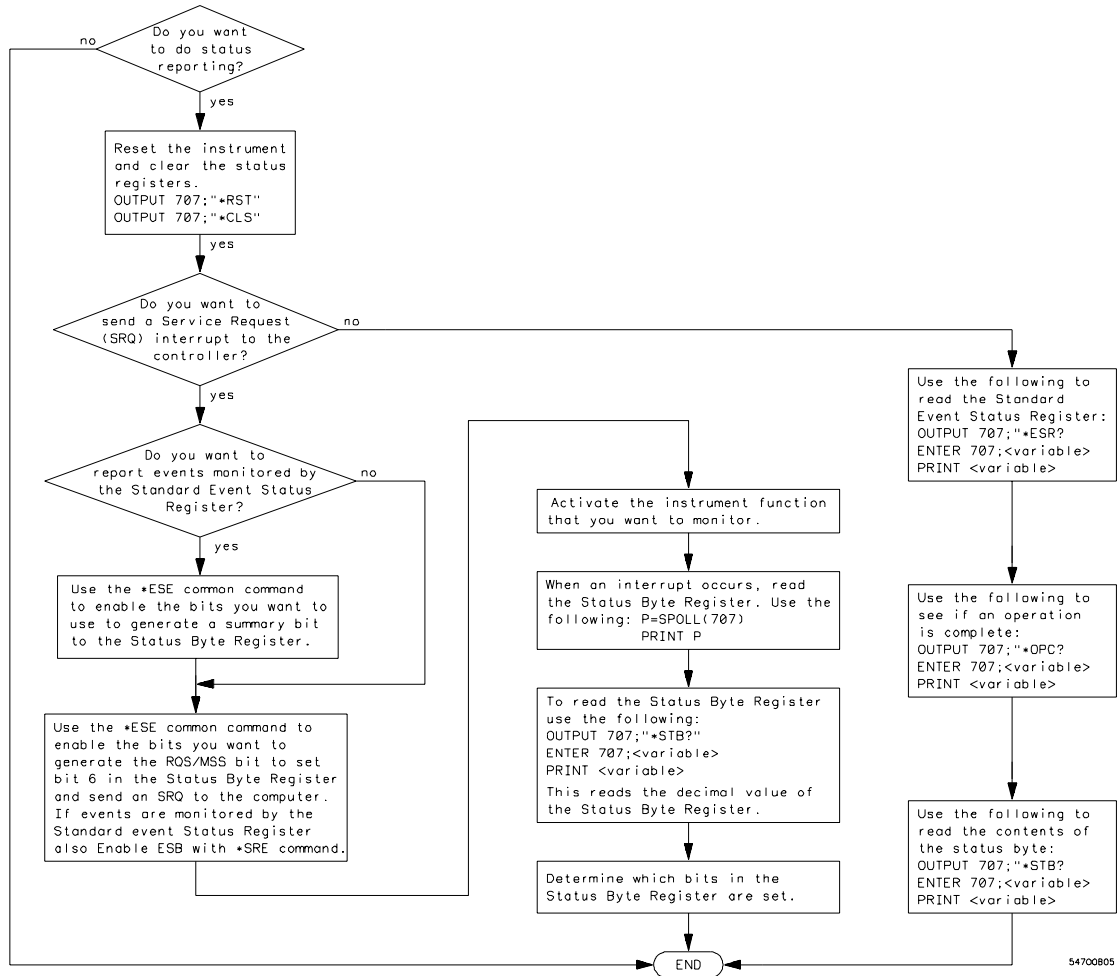 Do you want
to do status
reporting?
no
yes
Reset the instrument
and clear the status
registers.
OUTPUT 707;"*RST"
OUTPUT 707;"*CLS"
yes
Do you want to
send a Service Request
(SRQ) interrupt to the
controller?
no
yes
Do you want to
report events monitored by
the Standard Event Status
Register?
no
yes
Use the *ESE common command
to enable the bits you want to
use to generate a summary bit
to the Status Byte Register.
Use the *ESE common command to
enable the bits you want to
generate the RQS/MSS bit to set
bit 6 in the Status Byte Register
and send an SRQ to the computer.
If events are monitored by the
Standard event Status Register
also Enable ESB with *SRE command.
Activate the instrument function
that you want to monitor.
When an interrupt occurs, read
the Status Byte Register. Use the
following: P=SPOLL(707)
PRINT P
To read the Status Byte Register
use the following:
OUTPUT 707;"*STB?"
ENTER 707;<variable>
PRINT <variable>
This reads the decimal value of
the Status Byte Register.
Determine which bits in the
Status Byte Register are set.
Use the following to
read the Standard
Event Status Register:
OUTPUT 707;"*ESR?
ENTER 707;<variable>
PRINT <variable>
Use the following to
see if an operation
is complete:
OUTPUT 707;"*OPC?
ENTER 707;<variable>
PRINT <variable>
Use the following to
read the contents of
the status byte:
OUTPUT 707;"*STB?
ENTER 707;<variable>
PRINT <variable>
END
54700B05